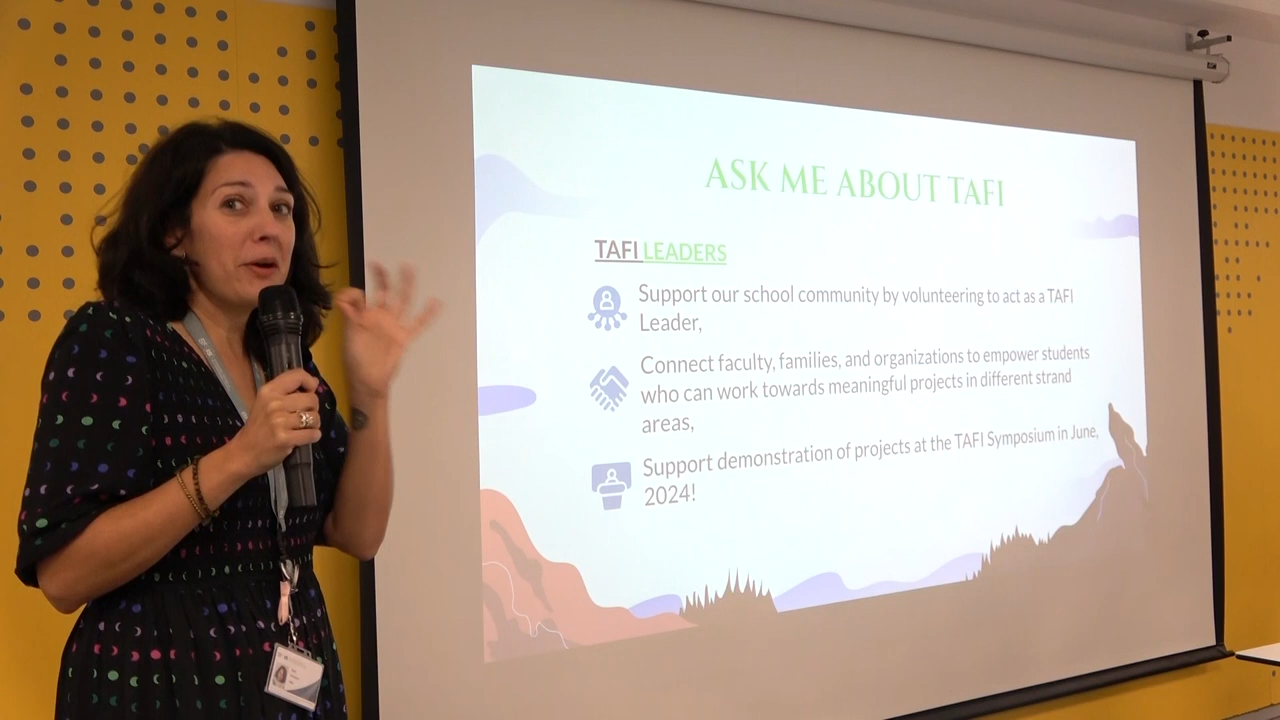 ASK ME ABOUT TAFI
TAFI LEADERS
Support our school community by volunteering to act as a TAFI
Leader,
Connect faculty, families, and organizations to empower students
who can work towards meaningful projects in different strand
areas,
Support demonstration of projects at the TAFI Symposium in June,
2024!